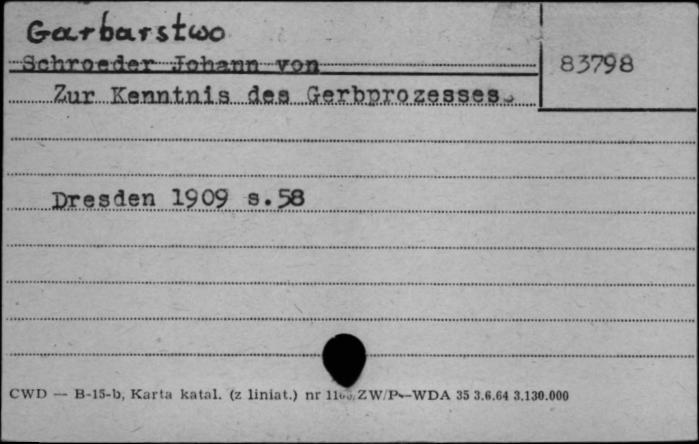 Garbarstwo
Schroeder Johann von
83798
Zur Kenntnis des Gerbprozesses.
Dresden 1909 s.58
CWD — B-15-b, Karta katal. (z liniat.) nr ZW/P—WDA 35 3.6.64 3.130.000